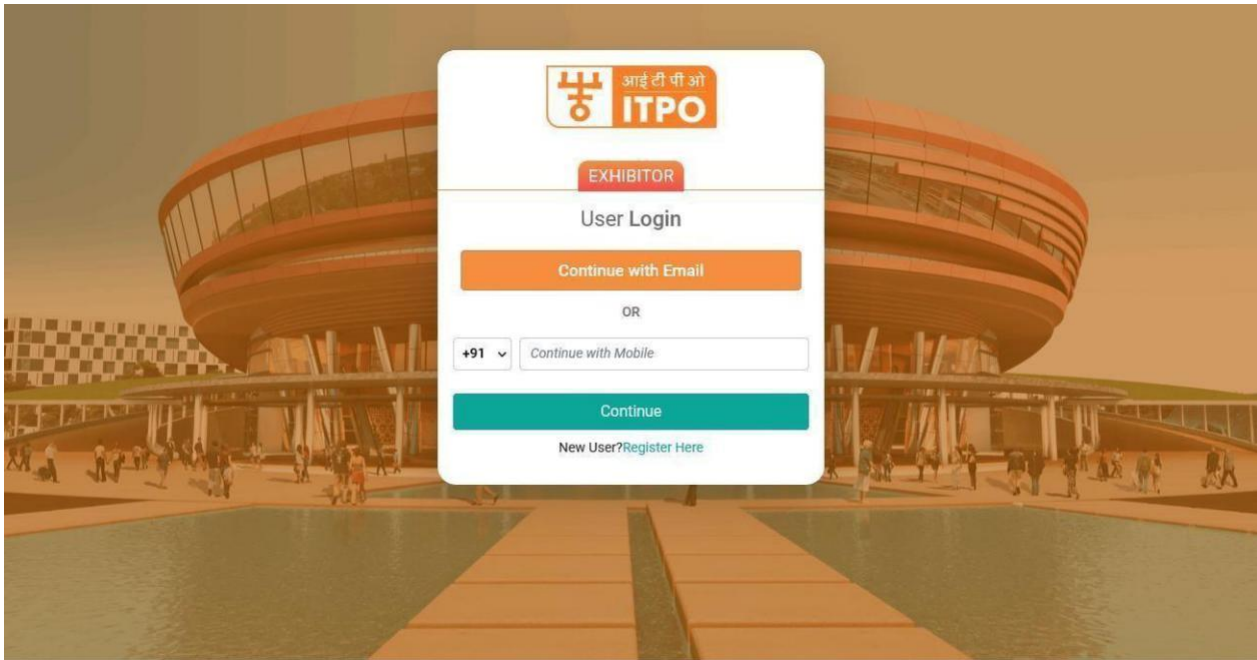 आई टी पी ओ
ITPO
EXHIBITOR
User Login
Continue with Email
OR
+91 Continue with Mobile
Continue
New User?Register Here